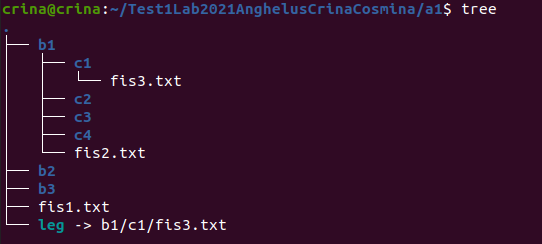 crina@crina:~/Test1Lab2021AnghelusCrinaCosmina/a1$ tree
.
├── b1
│   ├── c1
│   │   └── fis3.txt
│   ├── c2
│   ├── c3
│   ├── c4
│   └── fis2.txt
├── b2
├── b3
├── fis1.txt
└── leg -> b1/c1/fis3.txt